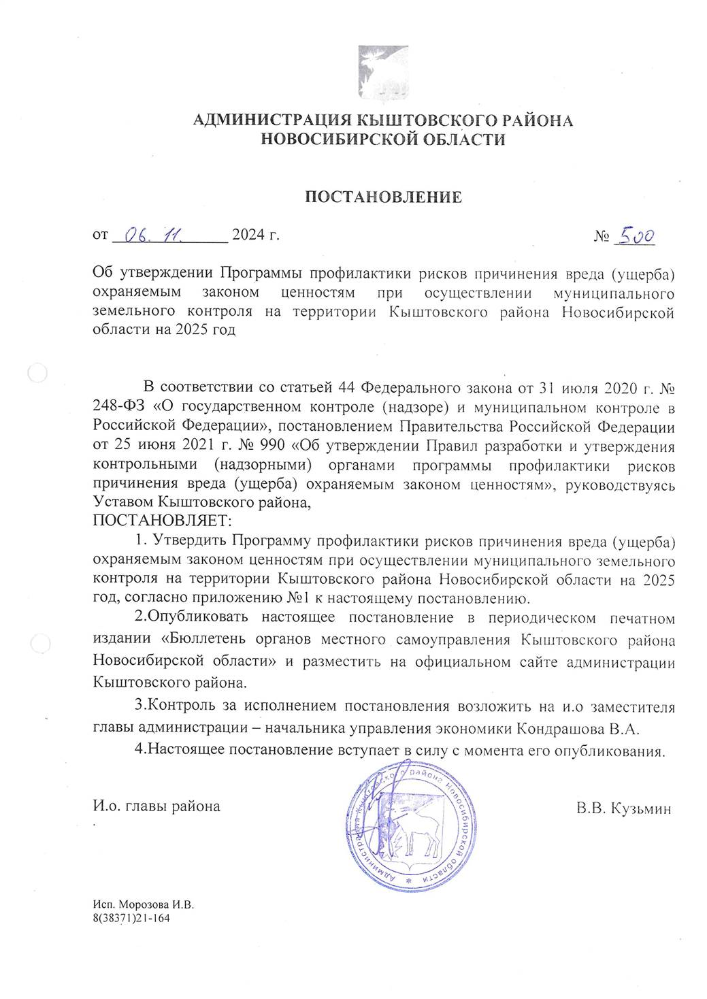 АДМИНИСТРАЦИЯ КЫШТОВСКОГО РАЙОНА
НОВОСИБИРСКОЙ ОБЛАСТИ
ПОСТАНОВЛЕНИЕ
от 06. 11. 2024 г. № 500
Об утверждении Программы профилактики рисков причинения вреда (ущерба)
охраняемым законом ценностям при осуществлении муниципального
земельного контроля на территории Кыштовского района Новосибирской
области на 2025 год
В соответствии со статьей 44 Федерального закона от 31 июля 2020 г. №
248-ФЗ «О государственном контроле (надзоре) и муниципальном контроле в
Российской Федерации», постановлением Правительства Российской Федерации
от 25 июня 2021 г. № 990 «Об утверждении Правил разработки и утверждения
контрольными (надзорными) органами программы профилактики рисков
причинения вреда (ущерба) охраняемым законом ценностям», руководствуясь
Уставом Кыштовского района,
ПОСТАНОВЛЯЕТ:
1. Утвердить Программу профилактики рисков причинения вреда (ущерба)
охраняемым законом ценностям при осуществлении муниципального земельного
контроля на территории Кыштовского района Новосибирской области на 2025
год, согласно приложению №1 к настоящему постановлению.
2.Опубликовать настоящее постановление в периодическом печатном
издании «Бюллетень органов местного самоуправления Кыштовского района
Новосибирской области» и разместить на официальном сайте администрации
Кыштовского района.
3.Контроль за исполнением постановления возложить на и.о заместителя
главы администрации – начальника управления экономики Кондрашова В.А.
4.Настоящее постановление вступает в силу с момента его опубликования.
И.о. главы района В.В. Кузьмин
Администрация Кыштовского района Новосибирской области *
Исп. Морозова И.В.
8(38371)21-164